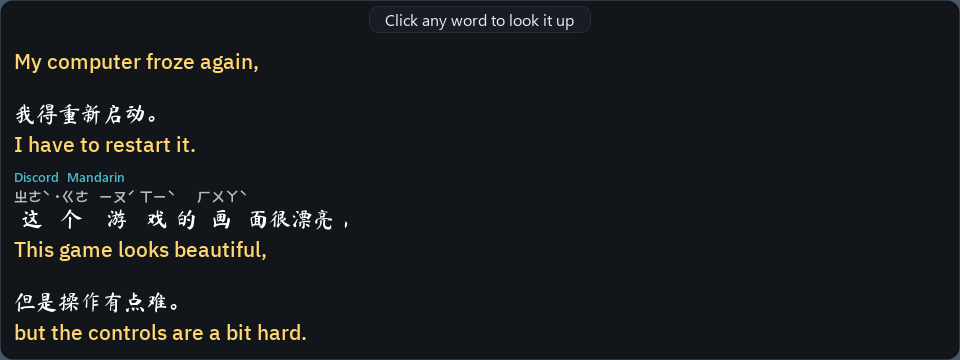 Click any word to look it up
My computer froze again,
我得重新启动。
I have to restart it.
Discord Mandarin
ㄓㄜˋ ˙ㄍㄜ ㄧㄡˊ ㄒㄧˋ ㄏㄨㄚˋ
这个游戏的画面很漂亮，
This game looks beautiful,
但是操作有点难。
but the controls are a bit hard.